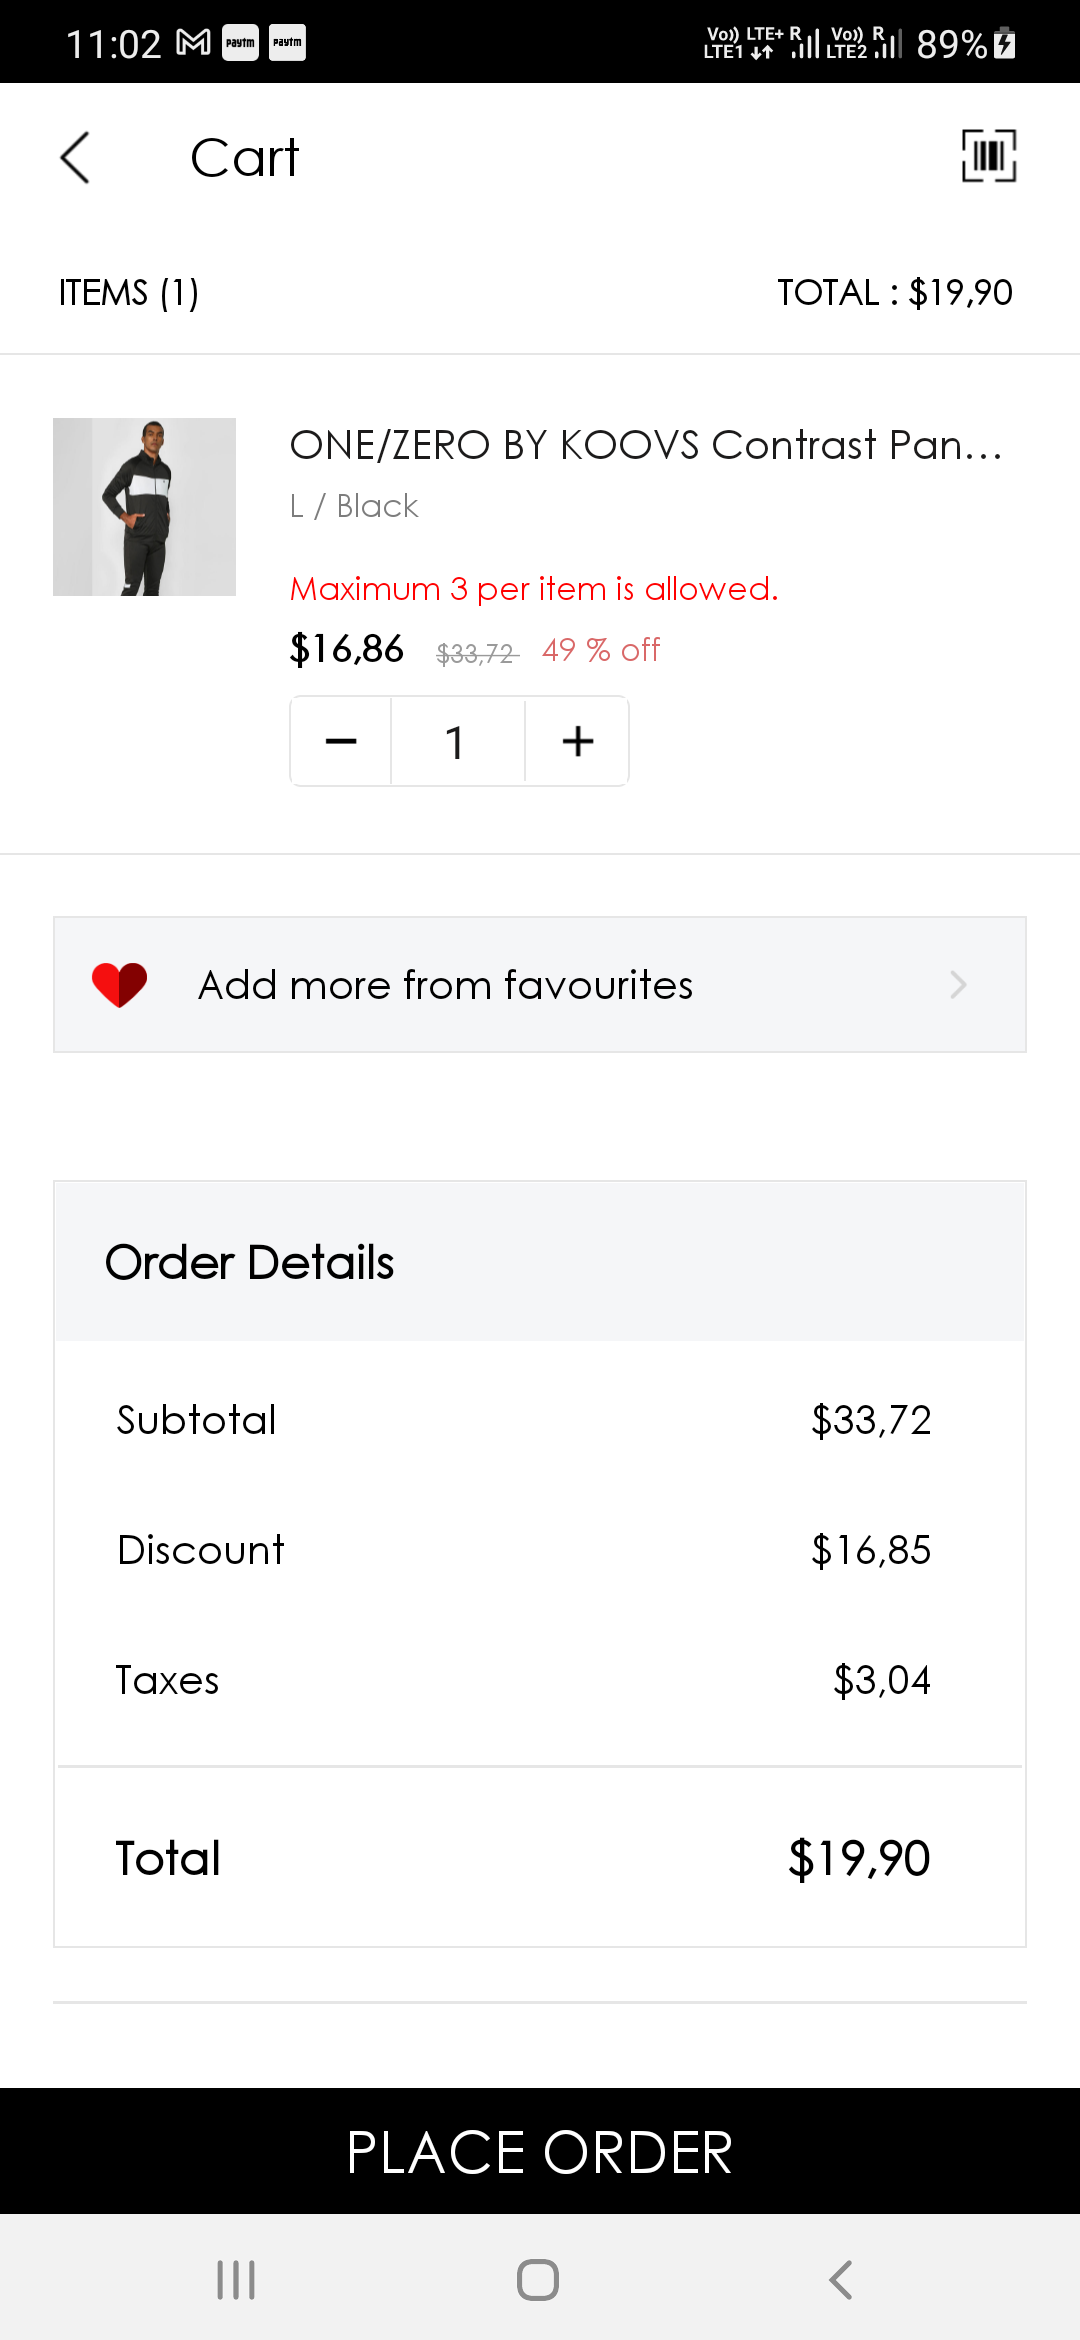 11:02 paytm paytm Vo)) LTE+ R Vo)) R 89%
LTE1 LTE2
Cart
ITEMS (1) TOTAL : $19,90
ONE/ZERO BY KOOVS Contrast Pan...
L / Black
Maximum 3 per item is allowed.
$16,86 $33,72 49 % off
1
Add more from favourites
Order Details
Subtotal $33,72
Discount $16,85
Taxes $3,04
Total $19,90
PLACE ORDER